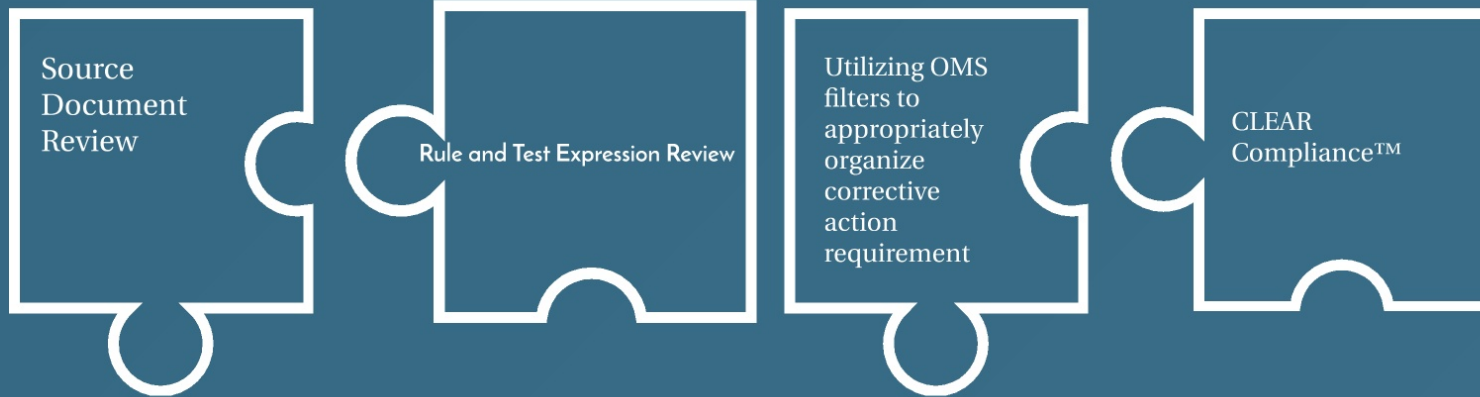 Source
Document
Review
Rule and Test Expression Review
Utilizing OMS
filters to
appropriately
organize
corrective
action
requirement
CLEAR
Compliance™